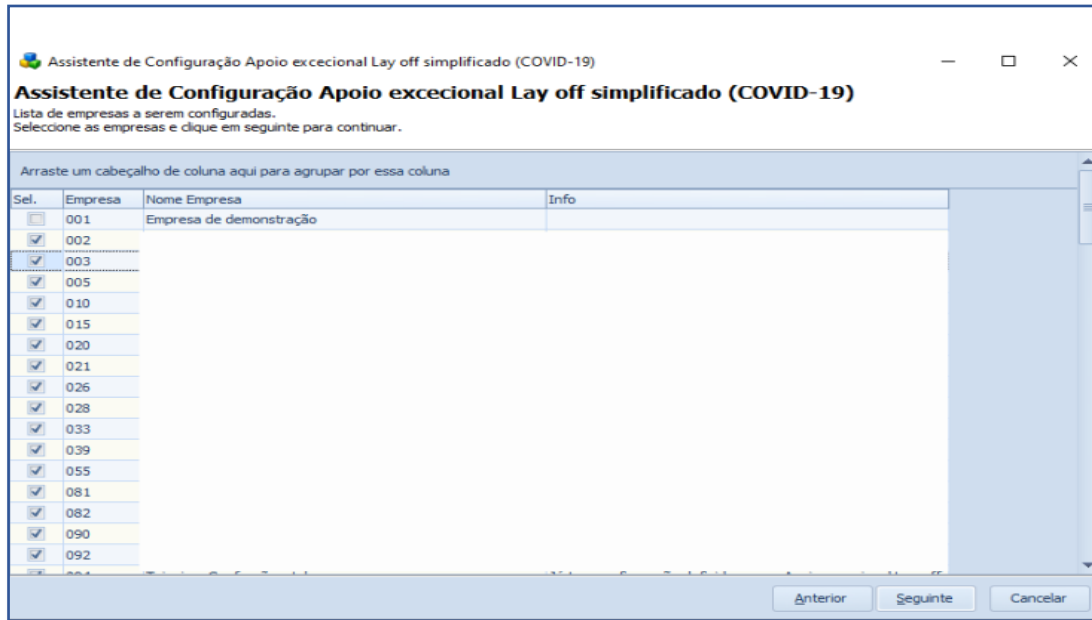 Assistente de Configuração Apoio excecional Lay off simplificado (COVID-19)
Assistente de Configuração Apoio excecional Lay off simplificado (COVID-19)
Lista de empresas a serem configuradas.
Seleccione as empresas e clique em seguinte para continuar.
Arraste um cabeçalho de coluna aqui para agrupar por essa coluna
Sel. Empresa Nome Empresa Info
001 Empresa de demonstração
002
003
005
010
015
020
021
026
028
033
039
055
081
082
090
092
Anterior Seguinte Cancelar